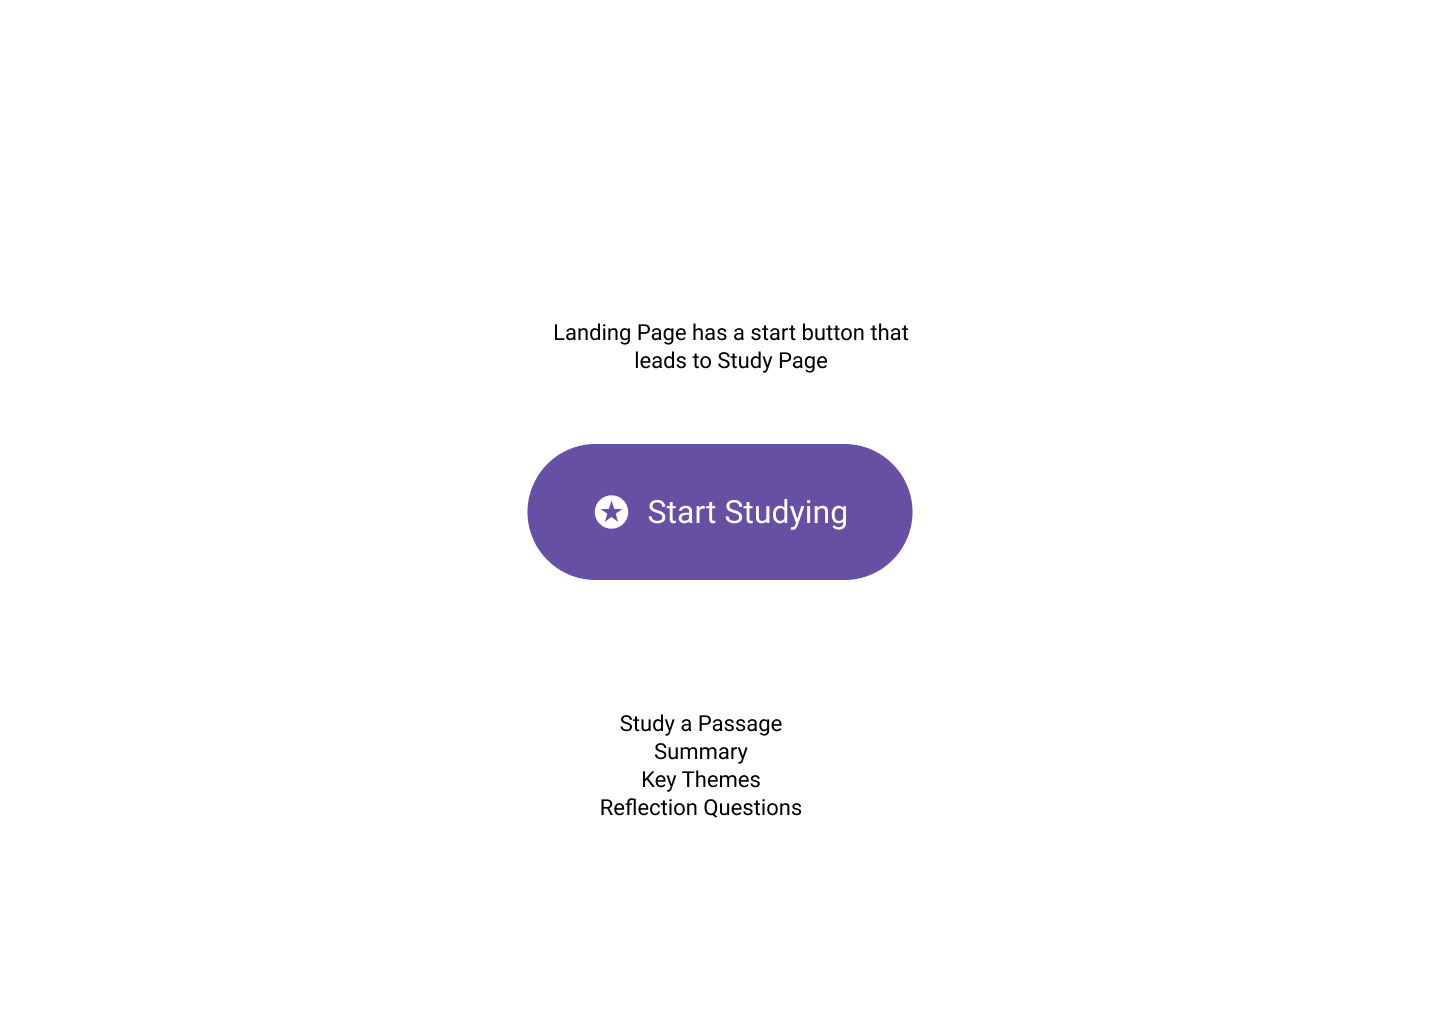 Landing Page has a start button that
leads to Study Page
Start Studying
Study a Passage
Summary
Key Themes
Reflection Questions